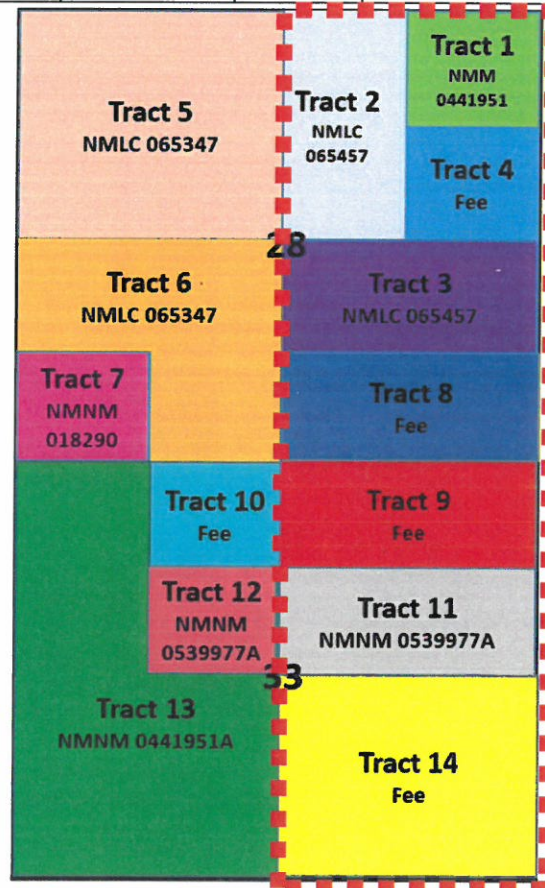 Tract 5
NMLC 065347
Tract 2
NMLC
065457
Tract 1
NMM
0441951
Tract 4
Fee
28
Tract 6
NMLC 065347
Tract 3
NMLC 065457
Tract 7
NMNM
018290
Tract 8
Fee
Tract 10
Fee
Tract 9
Fee
Tract 12
NMNM
0539977A
Tract 11
NMNM 0539977A
33
Tract 13
NMNM 0441951A
Tract 14
Fee